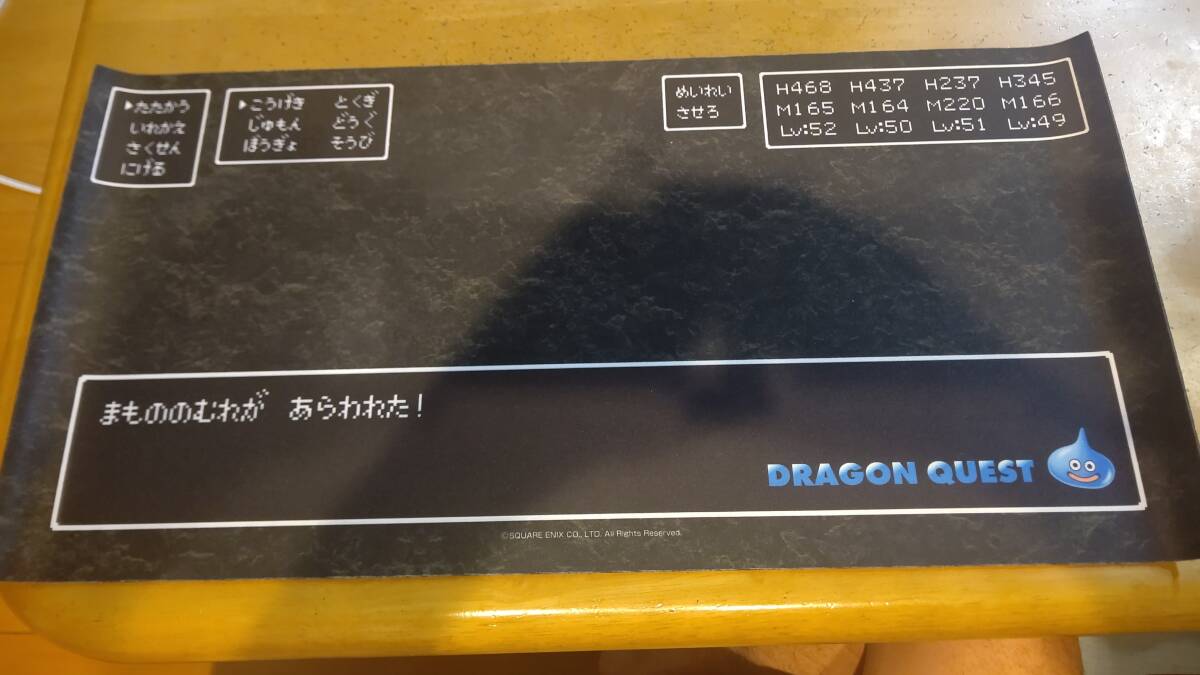 ▶たたかう
いれかえ
さくせん
にげる
▶こうげき とくぎ
じゅもん どうぐ
ぼうぎょ そうび
めいれい
させろ
H468 H437 H237 H345
M165 M164 M220 M166
Lv:52 Lv:50 Lv:51 Lv:49
まもののむれが あらわれた!
DRAGON QUEST
©SQUARE ENIX CO., LTD. All Rights Reserved.